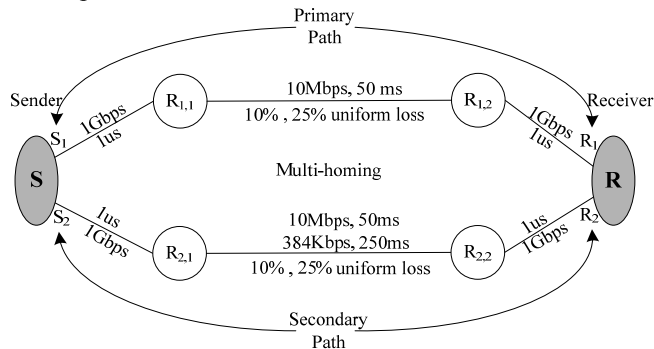 Primary
Path
Sender
Receiver
R1,1
10Mbps, 50 ms
10% , 25% uniform loss
R1,2
1Gbps
1us
1Gbps
1us
S1
R1
S
Multi-homing
R
S2
R2
1us
1Gbps
10Mbps, 50ms
384Kbps, 250ms
10% , 25% uniform loss
1us
1Gbps
R2,1
R2,2
Secondary
Path